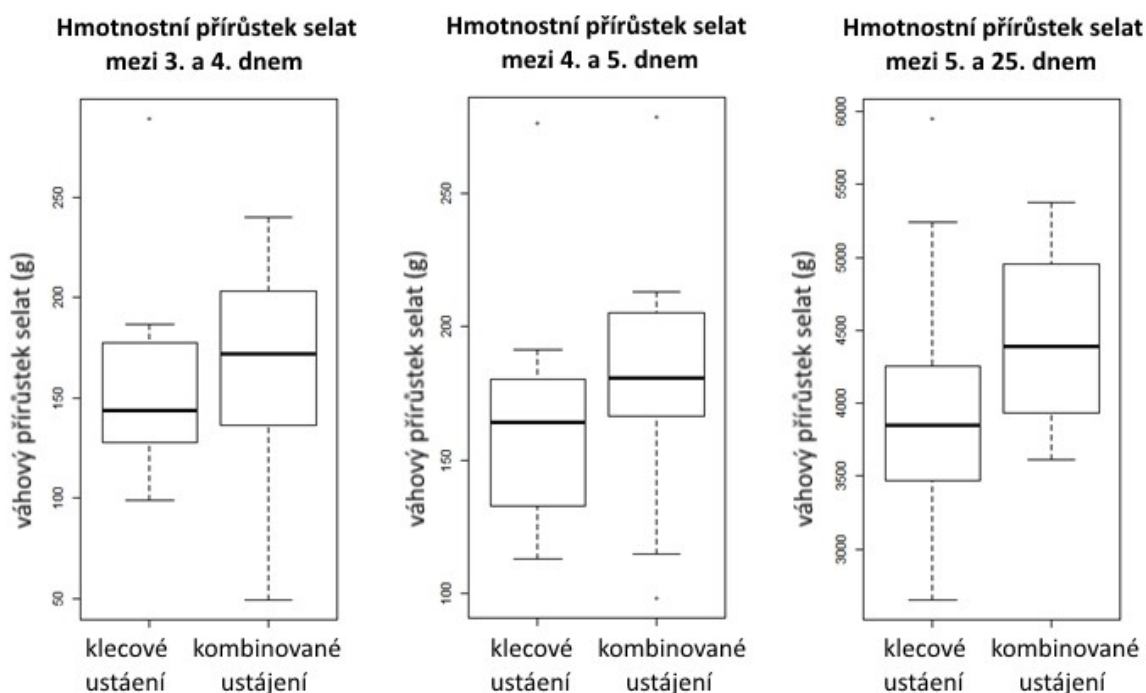 Hmotnostní přírůstek selat
mezi 3. a 4. dnem
váhový přírůstek selat (g)
250
200
150
100
50
klecové
ustáení
kombinované
ustájení
Hmotnostní přírůstek selat
mezi 4. a 5. dnem
váhový přírůstek selat (g)
250
200
150
100
klecové
ustáení
kombinované
ustájení
Hmotnostní přírůstek selat
mezi 5. a 25. dnem
váhový přírůstek selat (g)
6000
5500
5000
4500
4000
3500
3000
klecové
ustáení
kombinované
ustájení